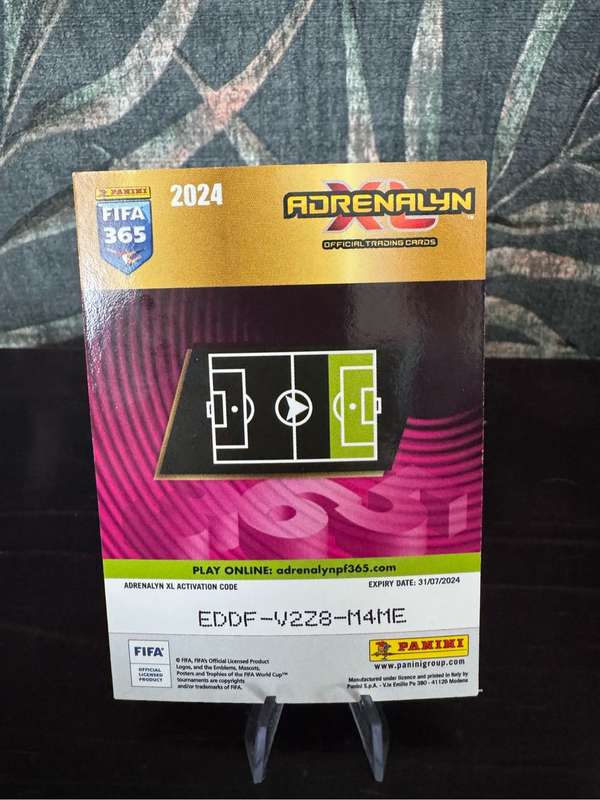 PANINI
FIFA
365
2024
ADRENALYN
XL™
OFFICIAL TRADING CARDS
PLAY ONLINE: adrenalynpf365.com
ADRENALYN XL ACTIVATION CODE
EXPIRY DATE: 31/07/2024
EDDF-V2Z8-M4ME
FIFA®
OFFICIAL
LICENSED
PRODUCT
© FIFA, FIFA's Official Licensed Product
Logos, and the Emblems, Mascots,
Posters and Trophies of the FIFA World Cup™
tournaments are copyrights
and/or trademarks of FIFA.
PANINI
www.paninigroup.com
Manufactured under licence and printed in Italy by
Panini S.p.A. - V.le Emilio Po 380 - 41126 Modena